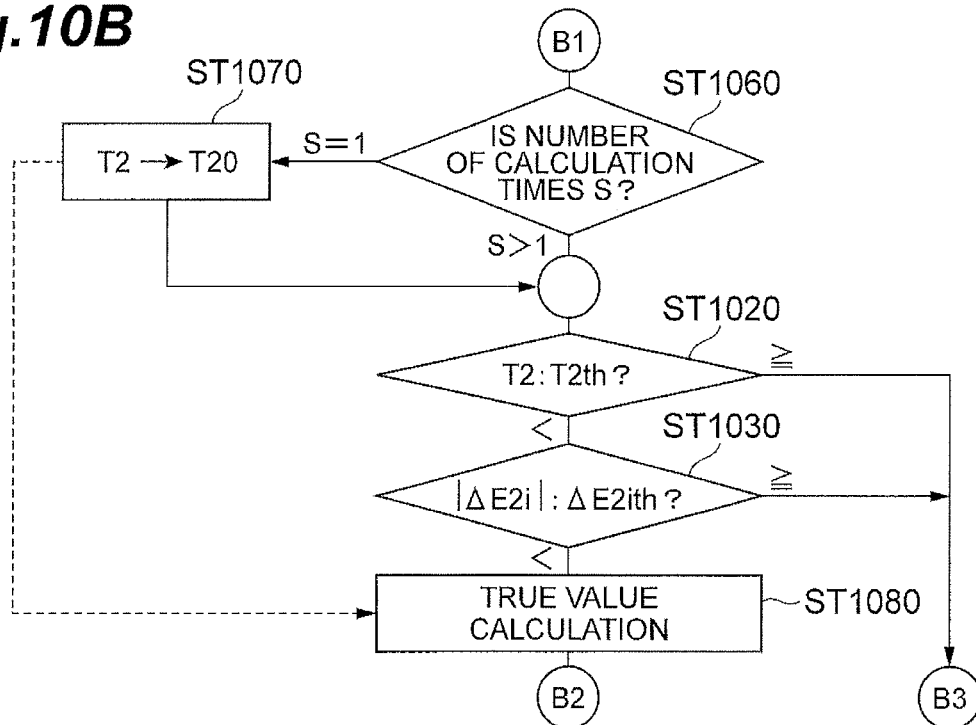 g.10B
B1
ST1070
ST1060
T2 → T20
S=1
IS NUMBER
OF CALCULATION
TIMES S?
S>1
ST1020
T2:T2th?
≧
<
ST1030
|ΔE2i|:ΔE2ith?
≧
<
TRUE VALUE
CALCULATION
ST1080
B2
B3